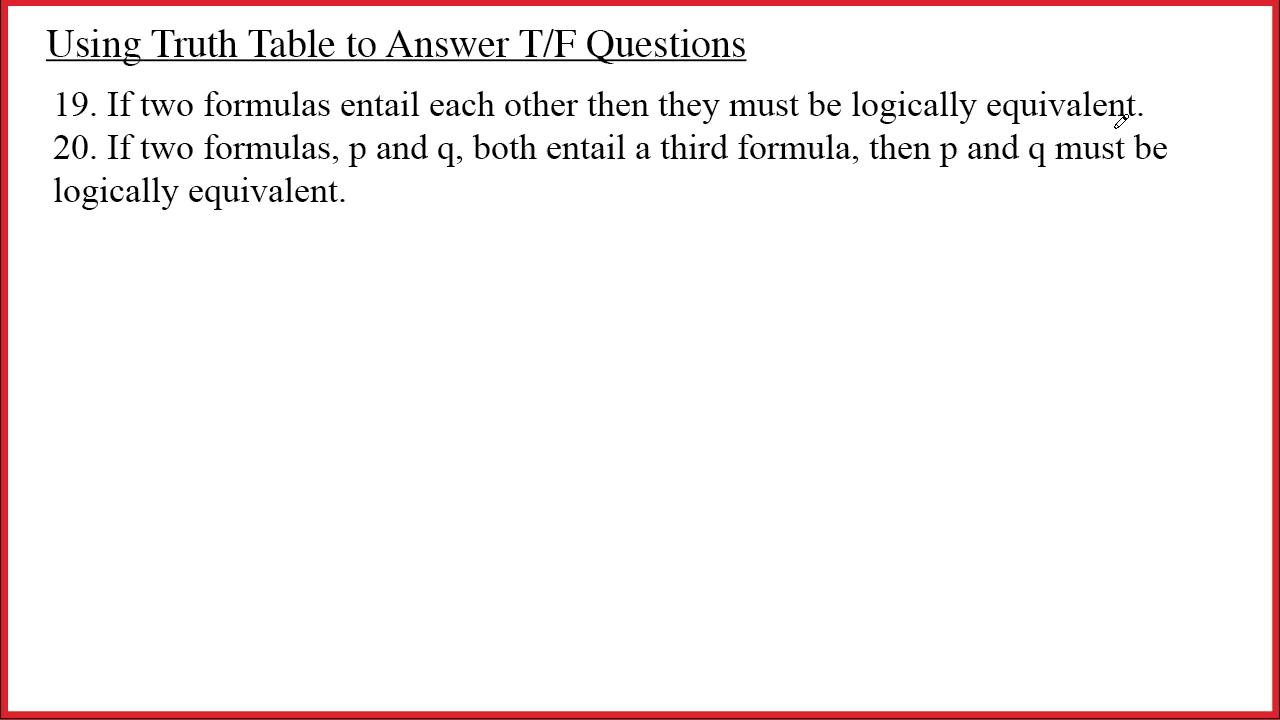 Using Truth Table to Answer T/F Questions
19. If two formulas entail each other then they must be logically equivalent.
20. If two formulas, p and q, both entail a third formula, then p and q must be
logically equivalent.